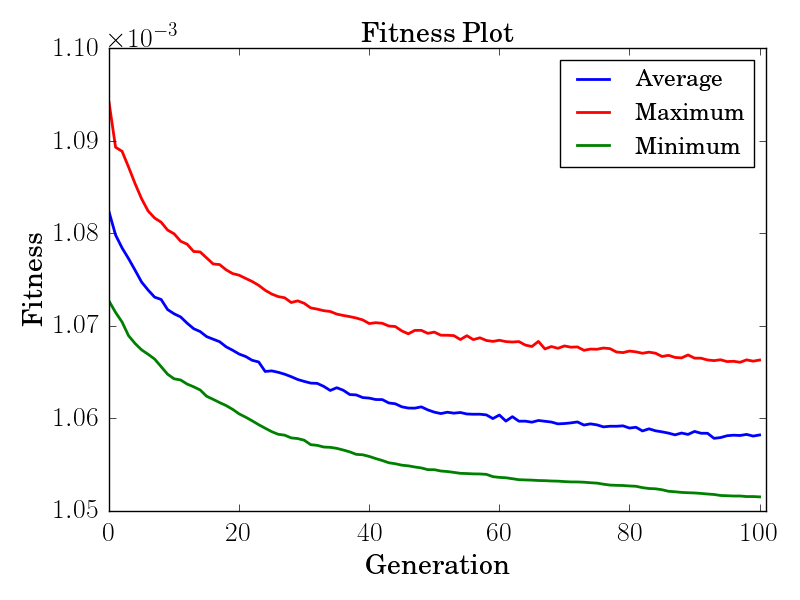 Fitness Plot
×10⁻³
1.10
1.09
1.08
1.07
1.06
1.05
Fitness
Average
Maximum
Minimum
0 20 40 60 80 100
Generation